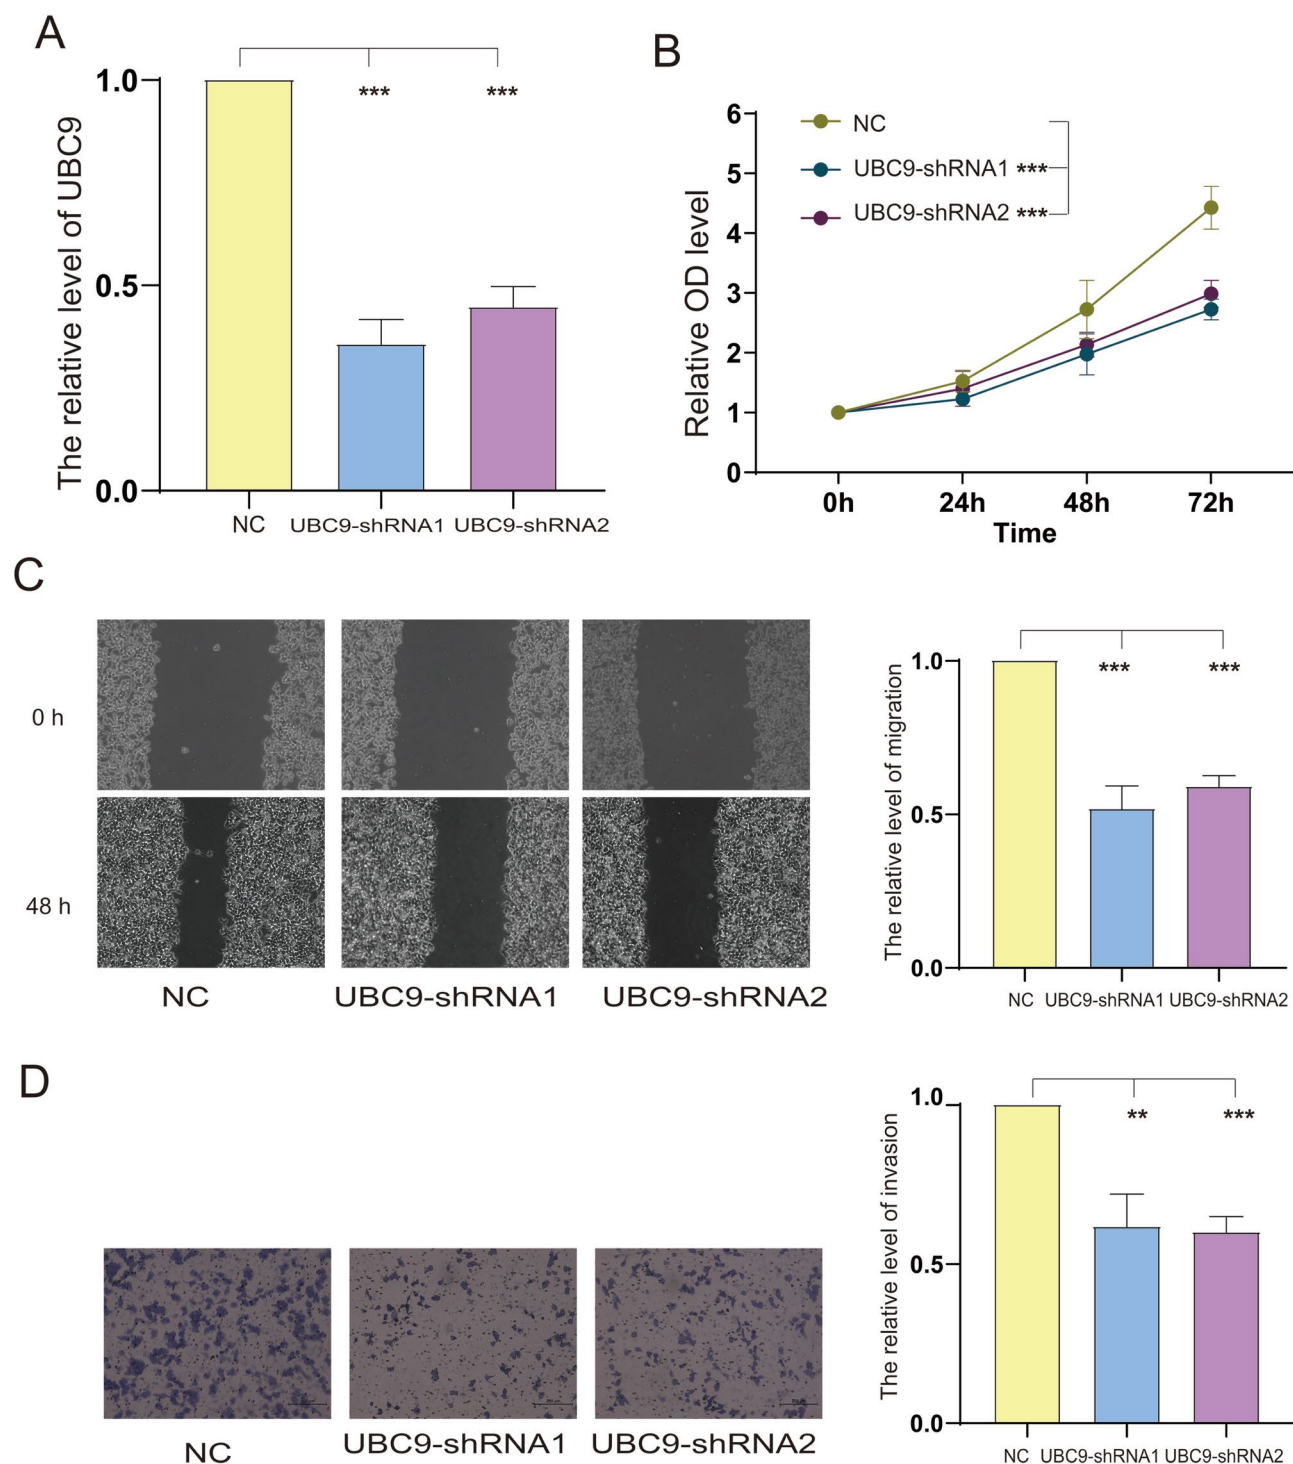 A
The relative level of UBC9
1.0
0.5
0.0
***
***
NC
UBC9-shRNA1
UBC9-shRNA2
B
Relative OD level
6
5
4
3
2
1
0
NC
UBC9-shRNA1 ***
UBC9-shRNA2 ***
0h
24h
48h
72h
Time
C
0 h
48 h
NC
UBC9-shRNA1
UBC9-shRNA2
The relative level of migration
1.0
0.5
0.0
***
***
NC
UBC9-shRNA1
UBC9-shRNA2
D
NC
UBC9-shRNA1
UBC9-shRNA2
The relative level of invasion
1.0
0.5
0.0
**
***
NC
UBC9-shRNA1
UBC9-shRNA2